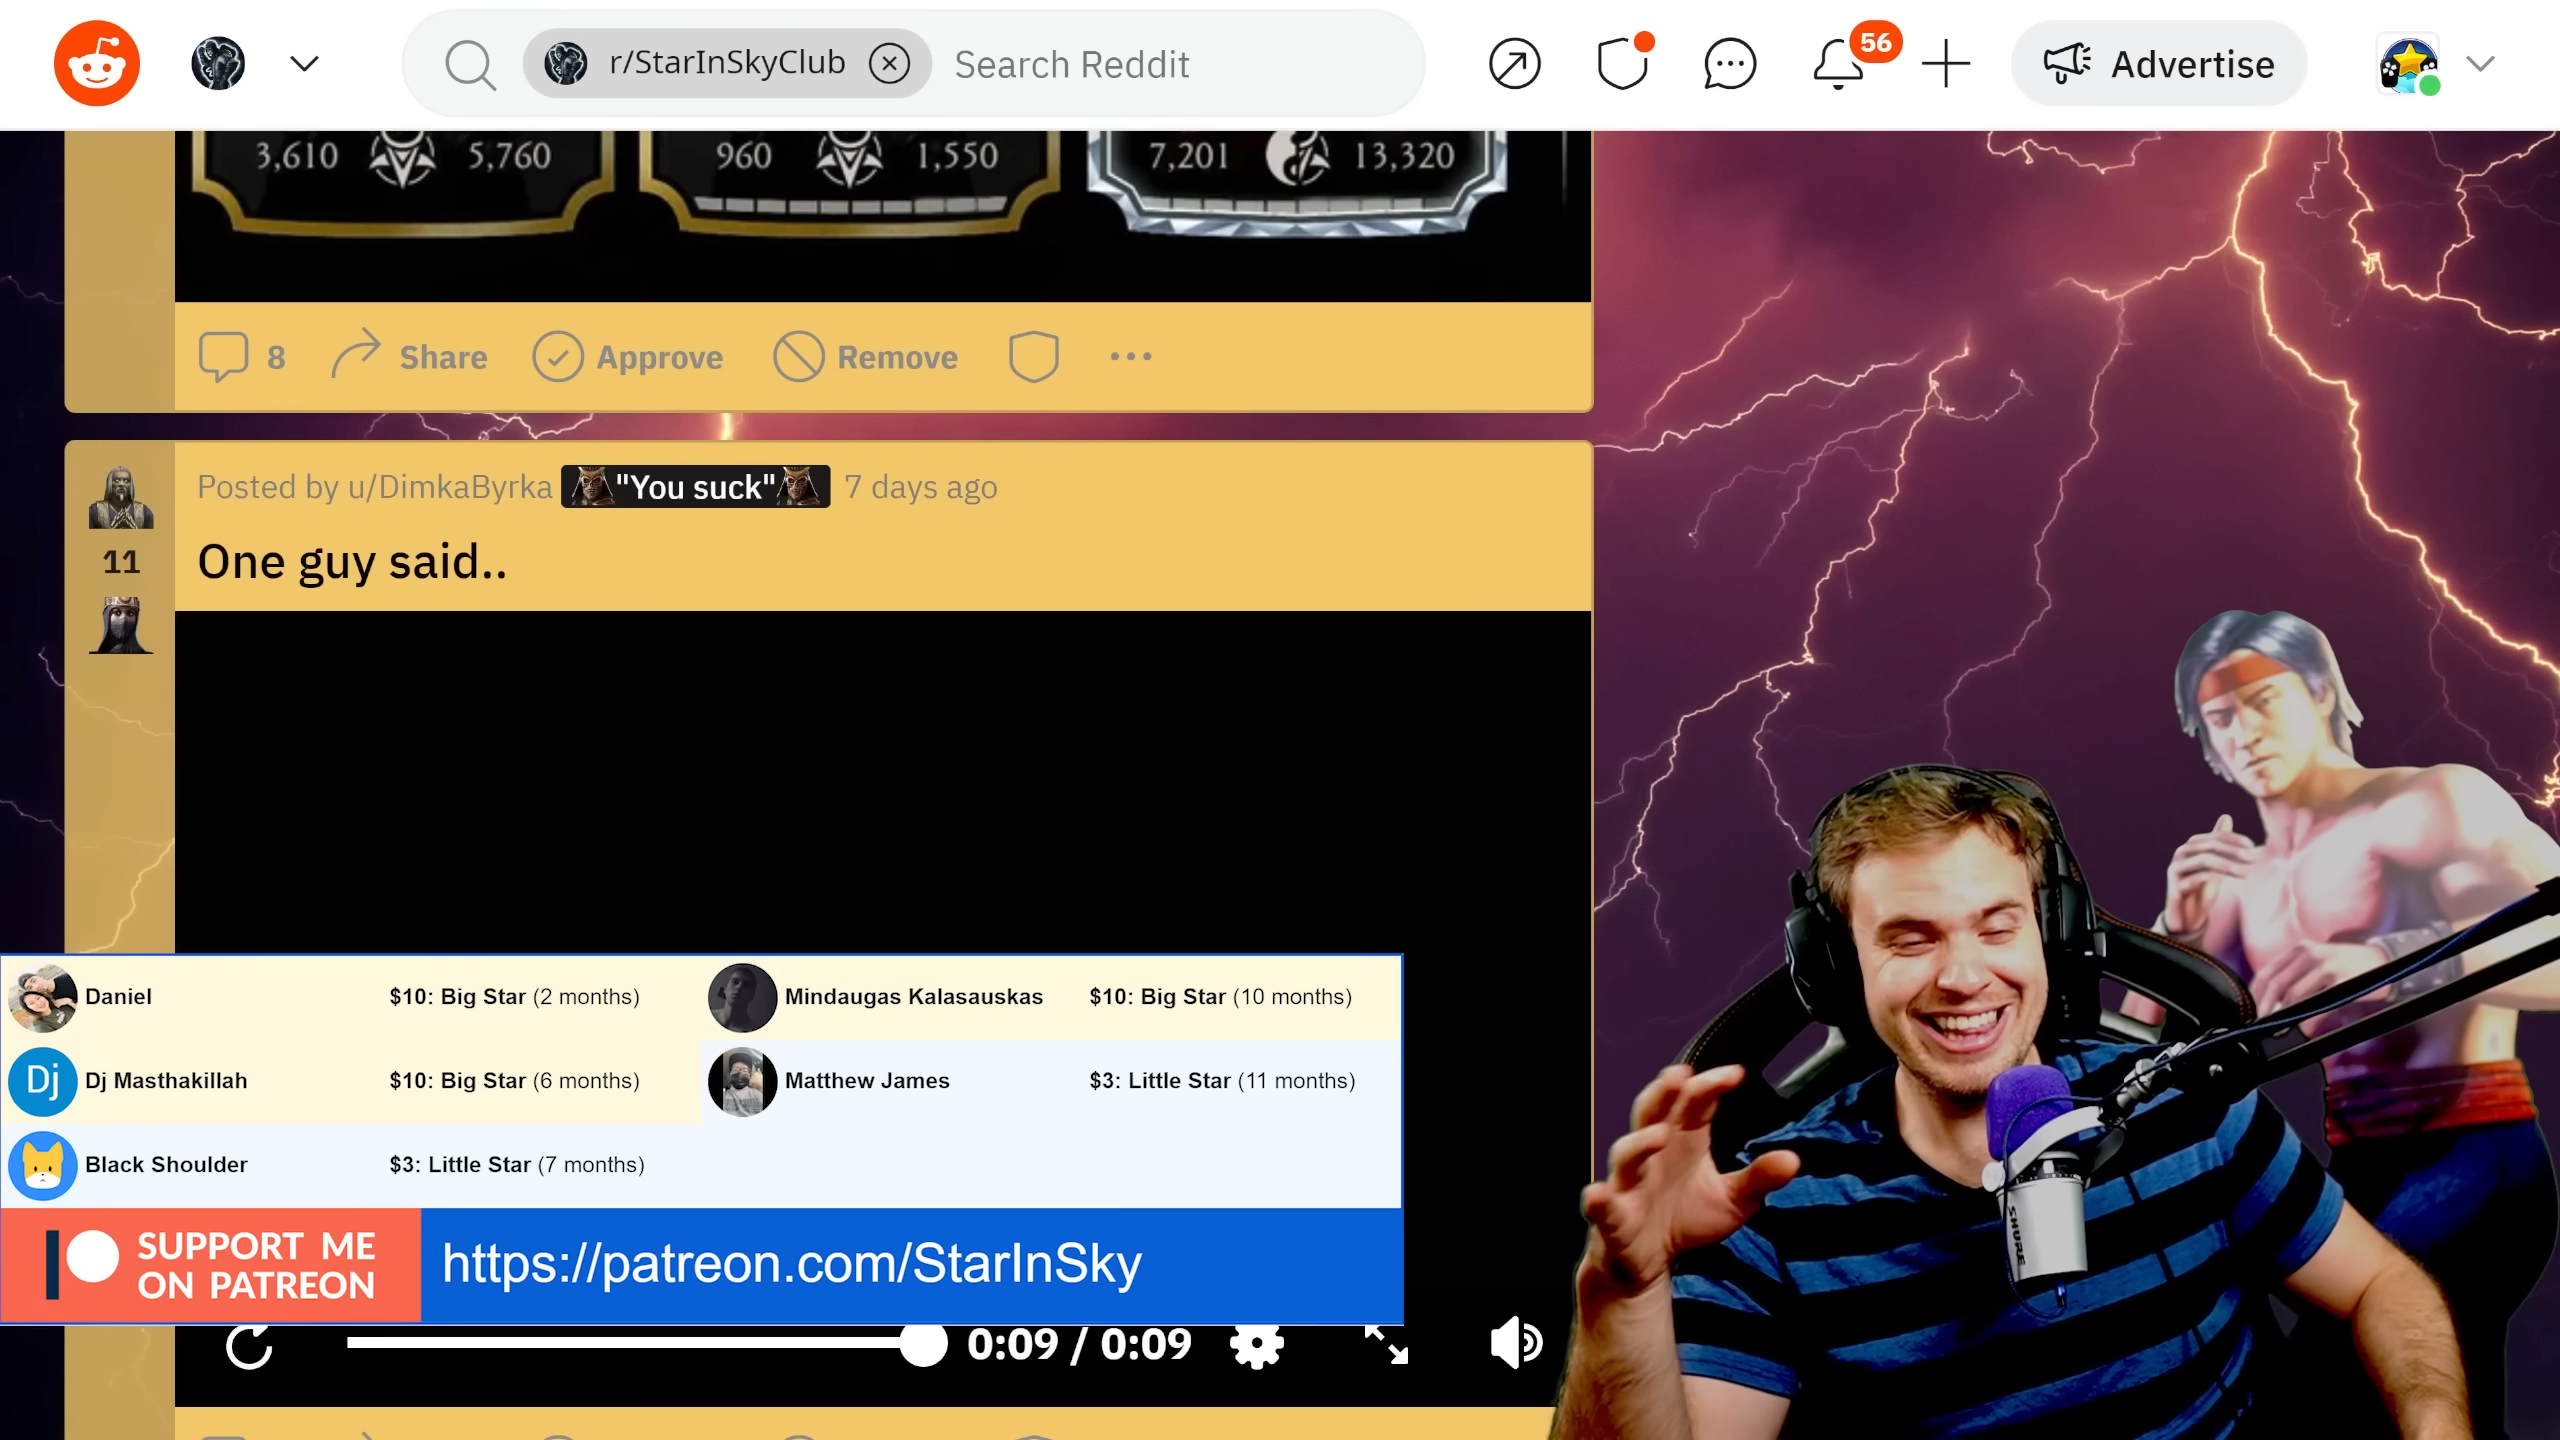 r/StarInSkyClub Search Reddit 56 Advertise
3,610 5,760 960 1,550 7,201 13,320
8 Share Approve Remove
Posted by u/DimkaByrka "You suck" 7 days ago
11
One guy said..
Daniel $10: Big Star (2 months) Mindaugas Kalasauskas $10: Big Star (10 months)
Dj Dj Masthakillah $10: Big Star (6 months) Matthew James $3: Little Star (11 months)
Black Shoulder $3: Little Star (7 months)
SUPPORT ME
ON PATREON
https://patreon.com/StarInSky
0:09 / 0:09
SHURE